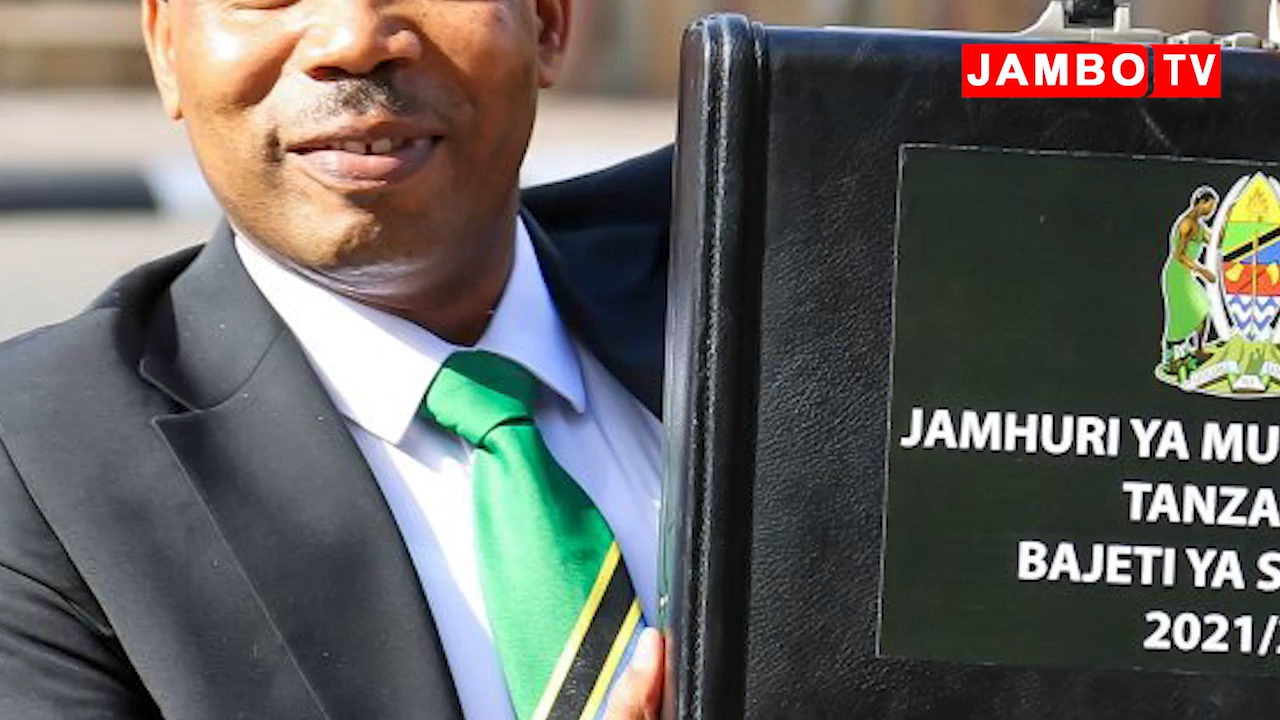 JAMBO TV
JAMHURI YA MU
TANZA
BAJETI YA S
2021/